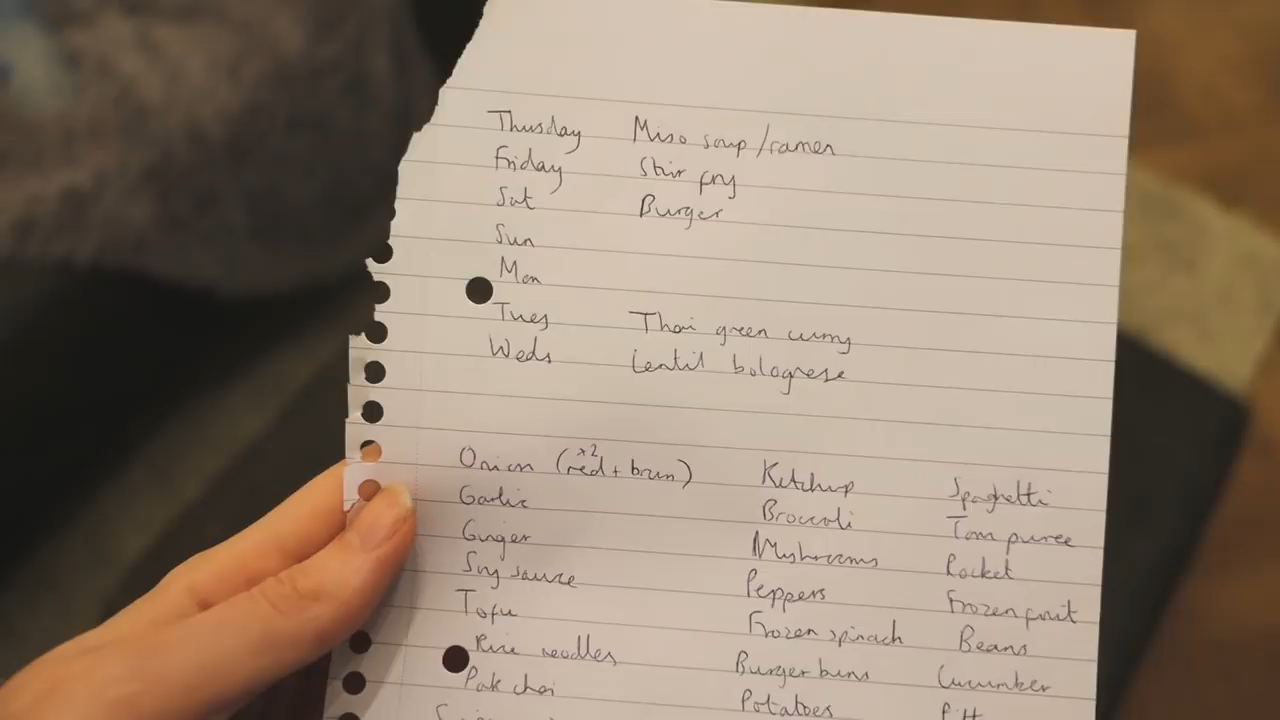 Thusday Miso soup/ramen
Friday Stir fry
Sat Burger
Sun
Mon
Tues Thai green curry
Weds Lentil bolognese
Onion (x2 red + brown) Ketchup Spaghetti
Garlic Broccoli Tom puree
Ginger Mushrooms Rocket
Soy sauce Peppers Frozen fruit
Tofu Frozen spinach Beans
Rice noodles Burger buns Cucumber
Pak choi Potatoes